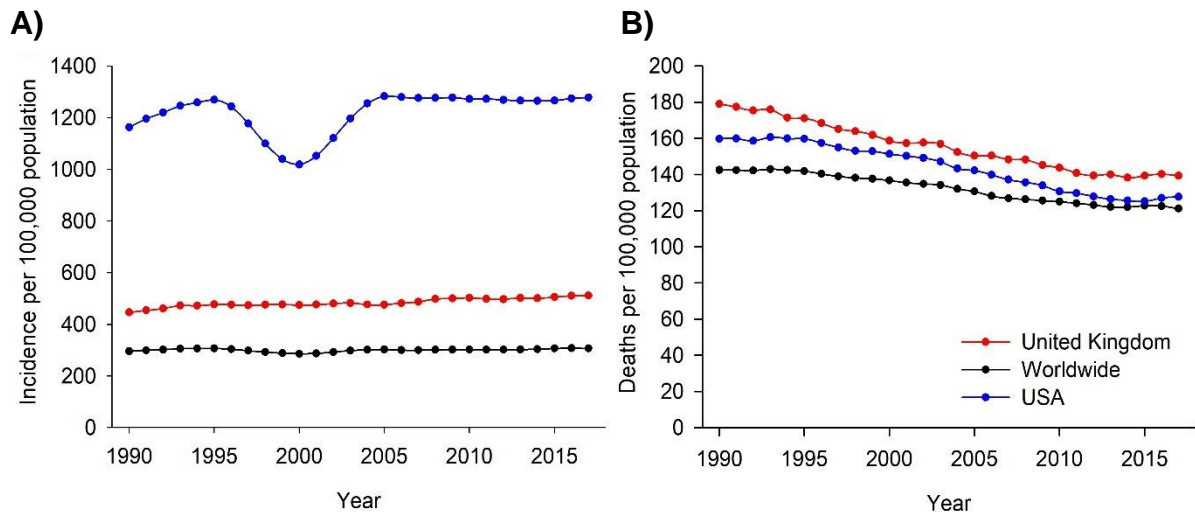 A)
Incidence per 100,000 population
1400
1200
1000
800
600
400
200
0
1990 1995 2000 2005 2010 2015
Year
B)
Deaths per 100,000 population
200
180
160
140
120
100
80
60
40
20
0
United Kingdom
Worldwide
USA
1990 1995 2000 2005 2010 2015
Year